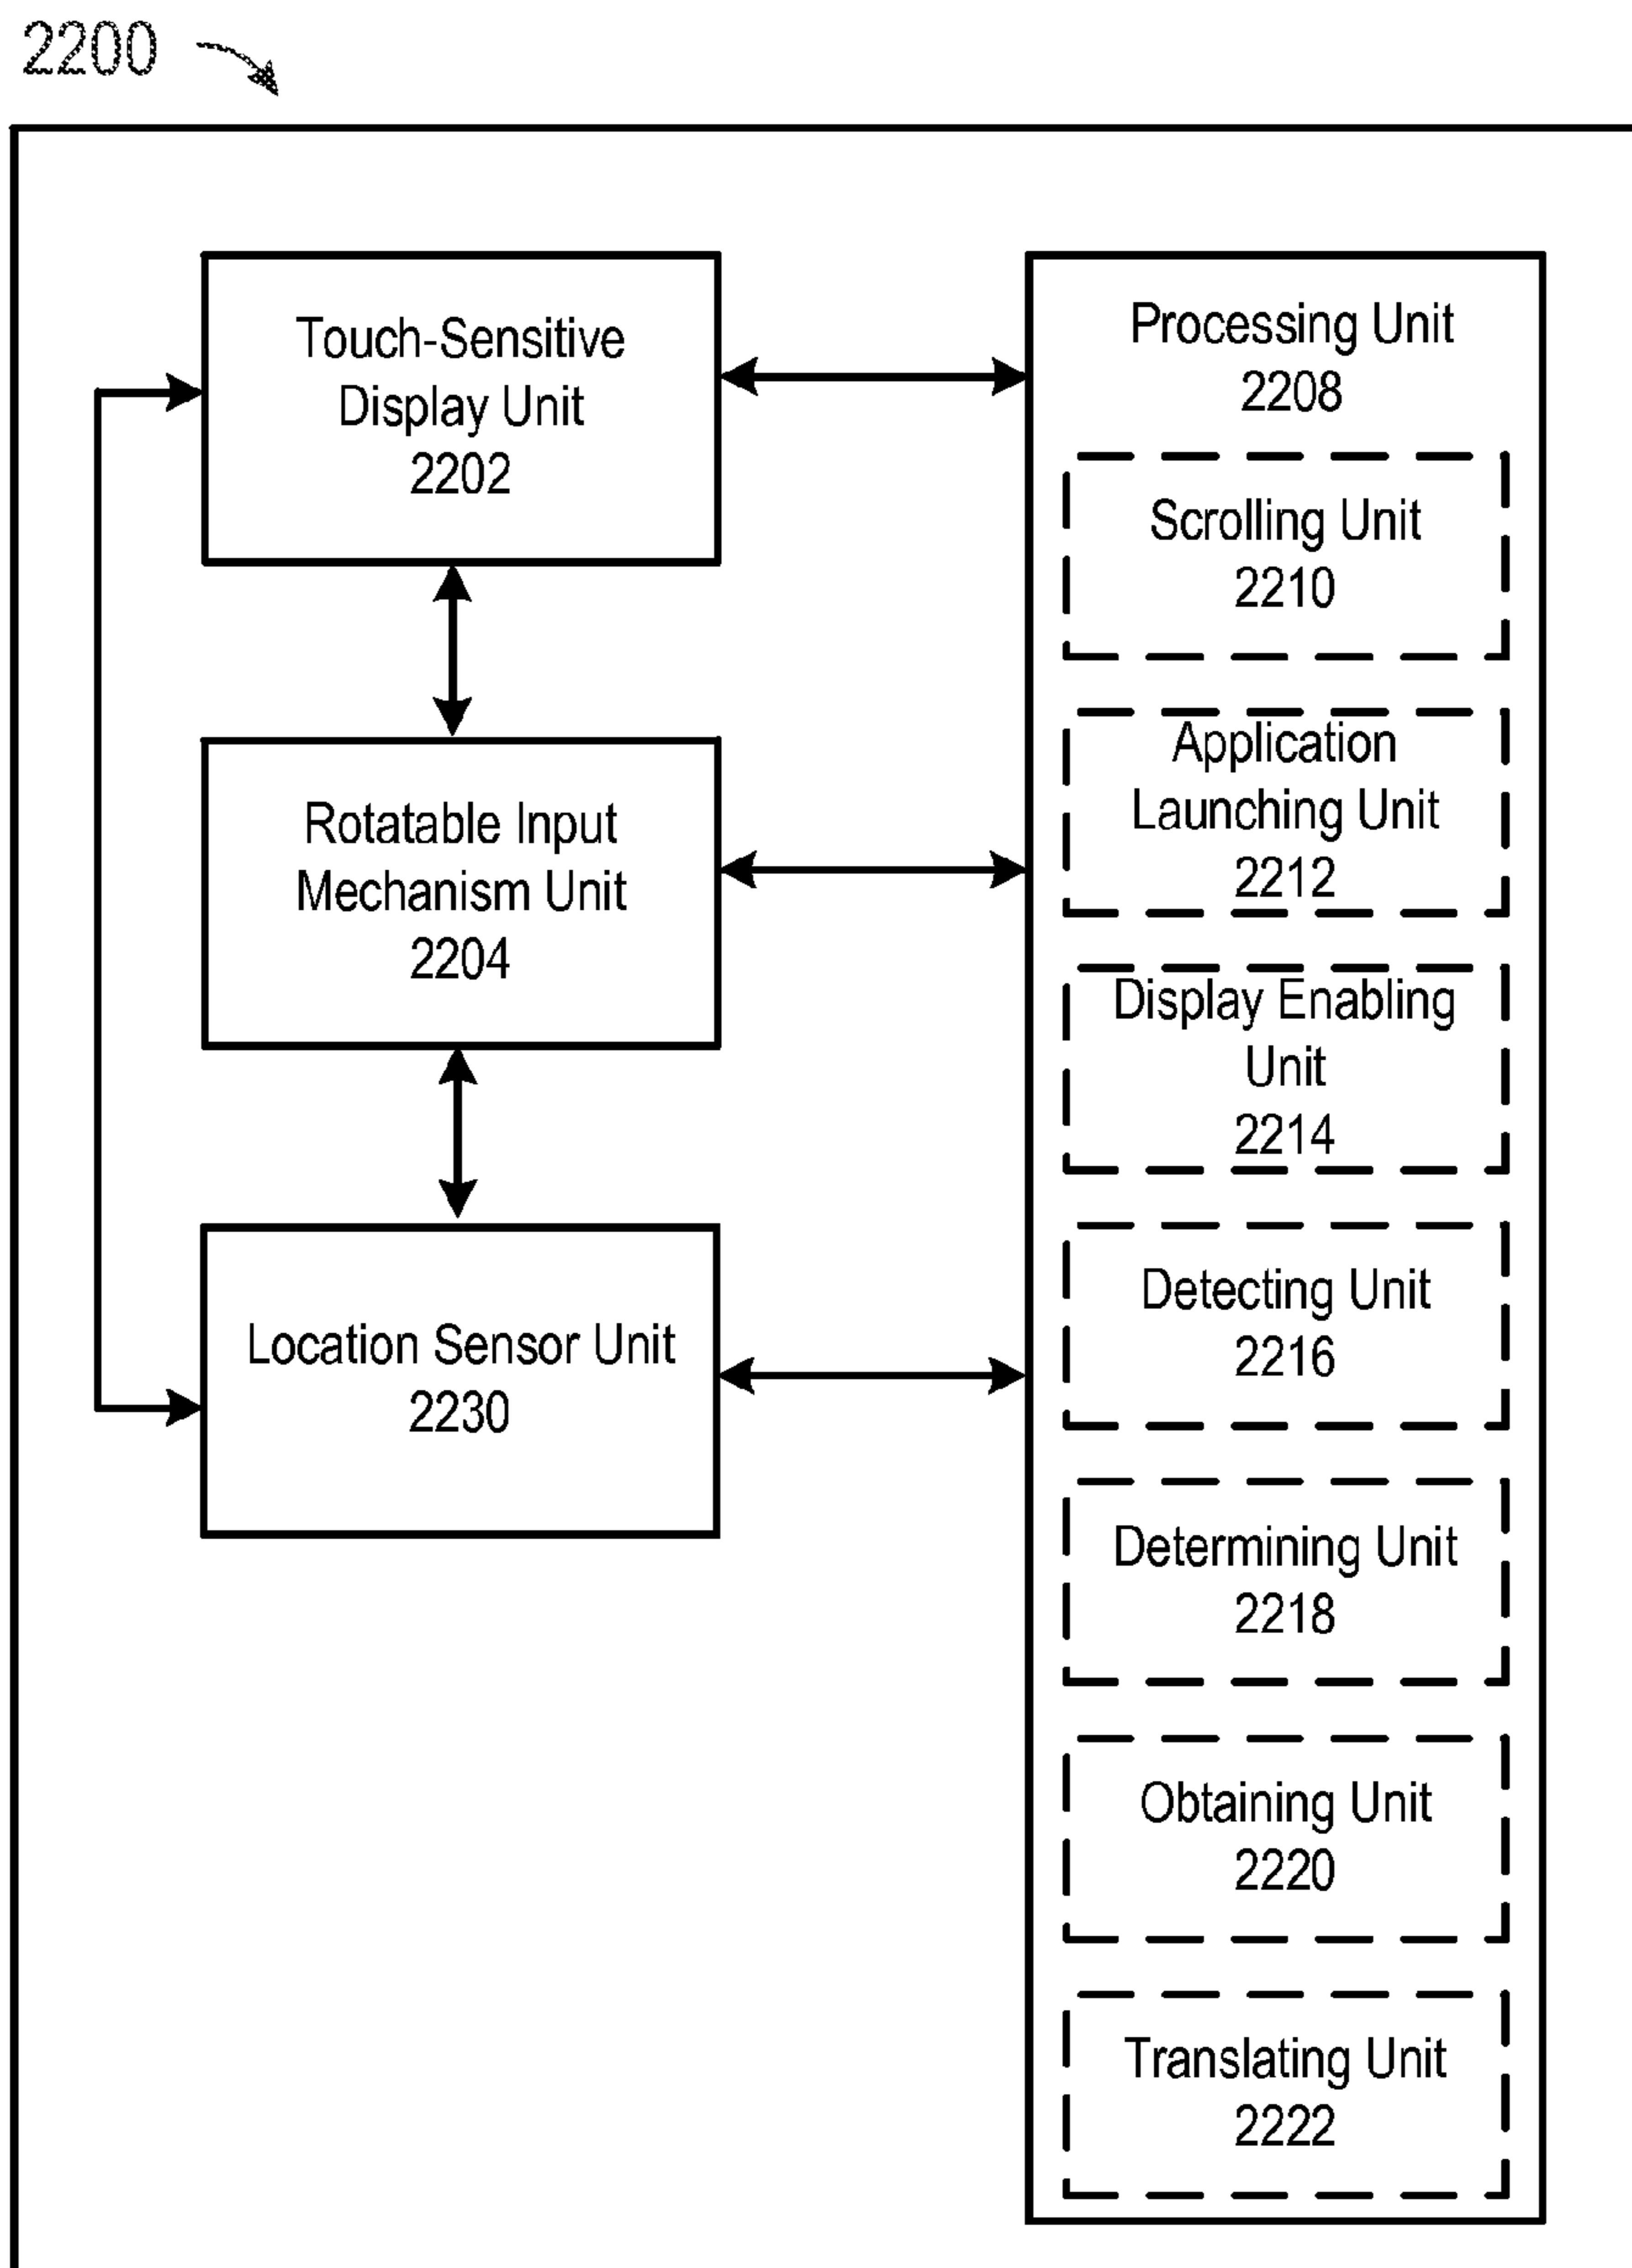 2200
Touch-Sensitive
Display Unit
2202
Rotatable Input
Mechanism Unit
2204
Location Sensor Unit
2230
Processing Unit
2208
Scrolling Unit
2210
Application
Launching Unit
2212
Display Enabling
Unit
2214
Detecting Unit
2216
Determining Unit
2218
Obtaining Unit
2220
Translating Unit
2222